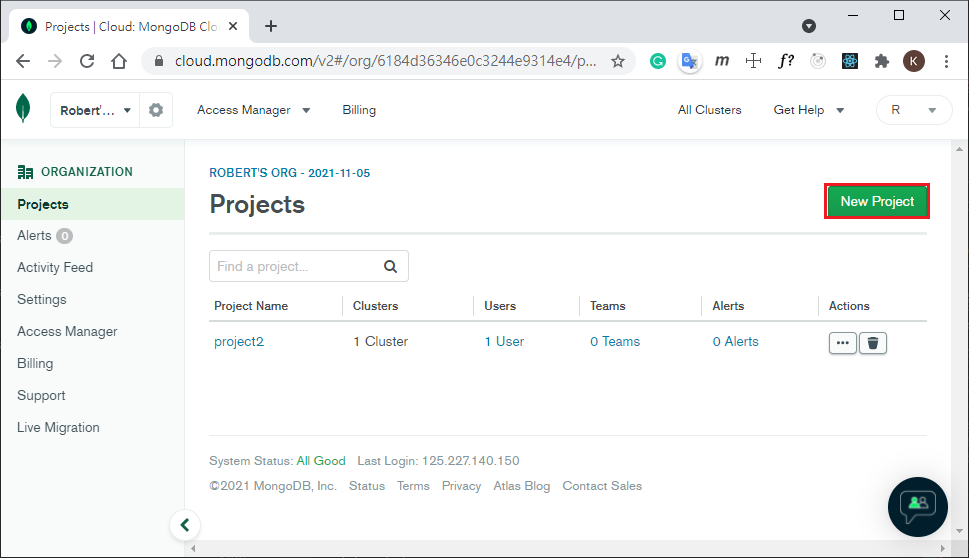 Projects | Cloud: MongoDB Clo
cloud.mongodb.com/v2#/org/6184d36346e0c3244e9314e4/p...
m
f?
K
Robert'...
Access Manager
Billing
All Clusters
Get Help
R
ORGANIZATION
Projects
Alerts 0
Activity Feed
Settings
Access Manager
Billing
Support
Live Migration
ROBERT'S ORG - 2021-11-05
Projects
New Project
Find a project...
Project Name Clusters Users Teams Alerts Actions
project2 1 Cluster 1 User 0 Teams 0 Alerts
System Status: All Good Last Login: 125.227.140.150
©2021 MongoDB, Inc. Status Terms Privacy Atlas Blog Contact Sales